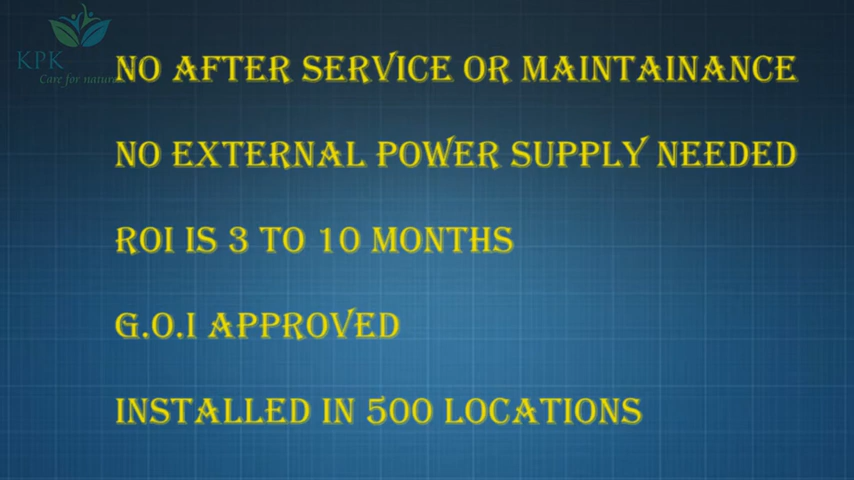 KPK
Care for nature
NO AFTER SERVICE OR MAINTAINANCE
NO EXTERNAL POWER SUPPLY NEEDED
ROI IS 3 TO 10 MONTHS
G.O.I APPROVED
INSTALLED IN 500 LOCATIONS